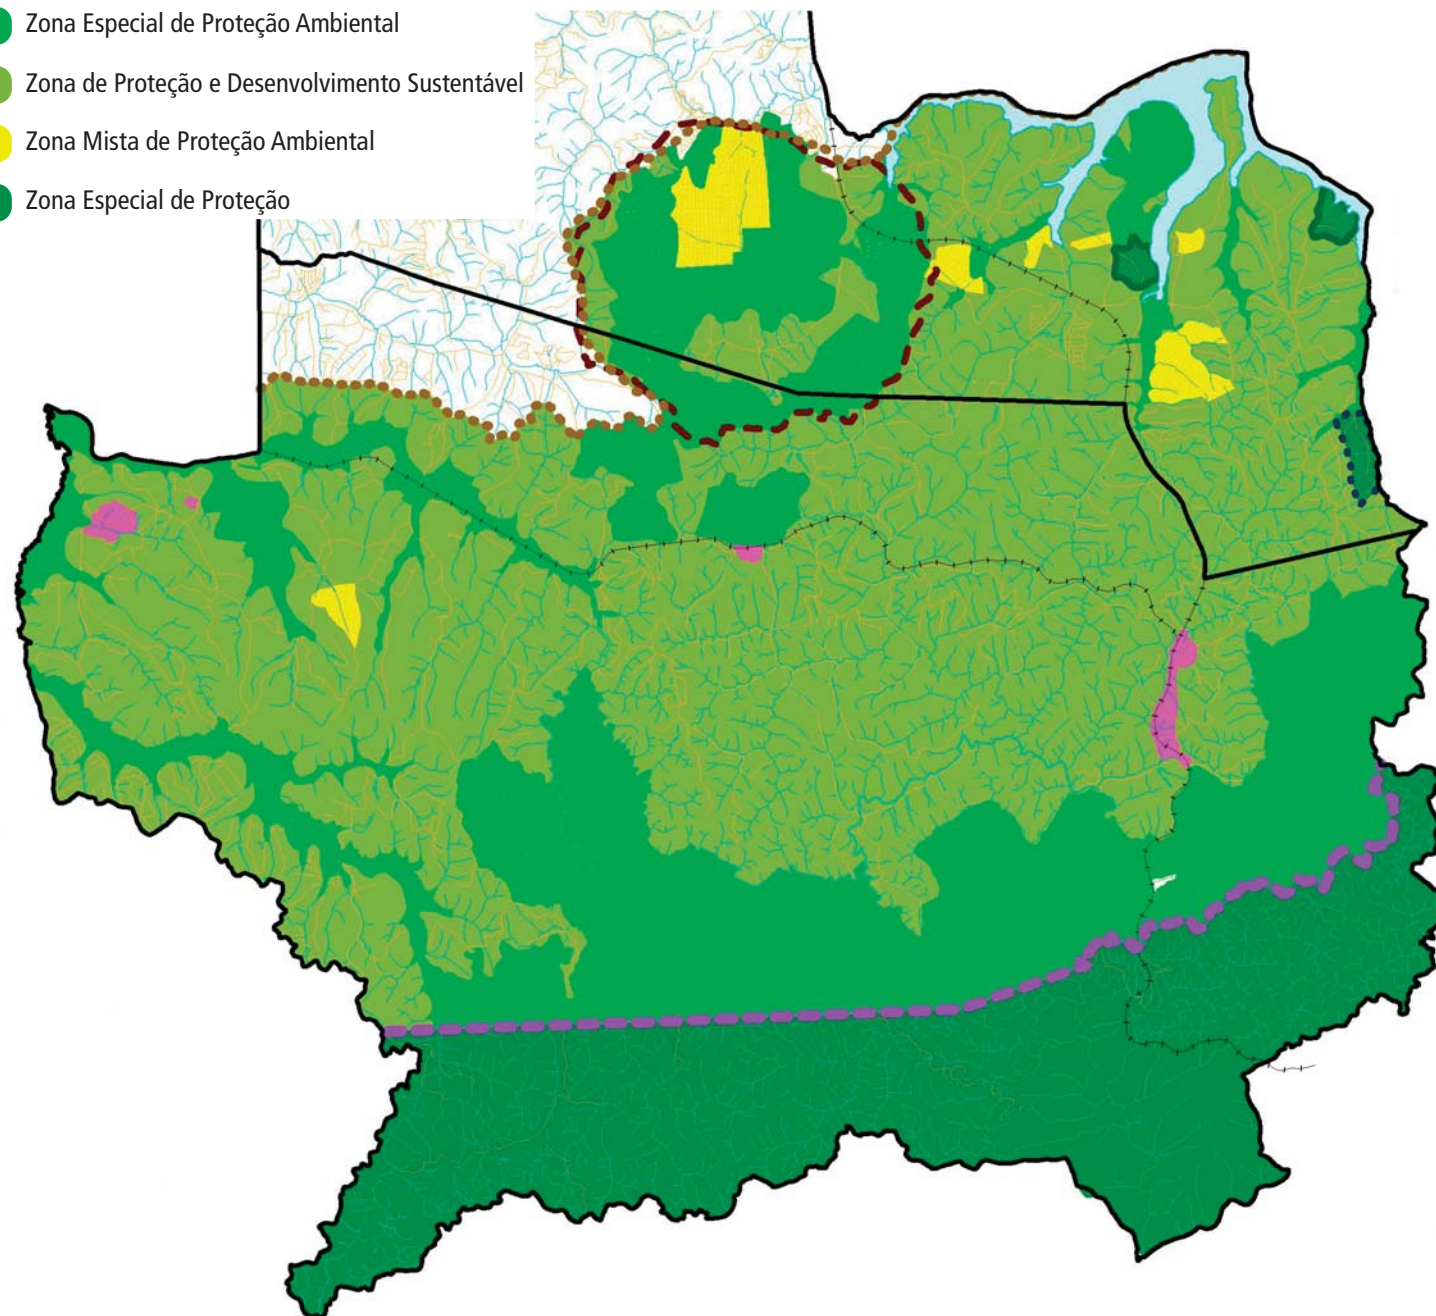 Zona Especial de Proteção Ambiental
Zona de Proteção e Desenvolvimento Sustentável
Zona Mista de Proteção Ambiental
Zona Especial de Proteção